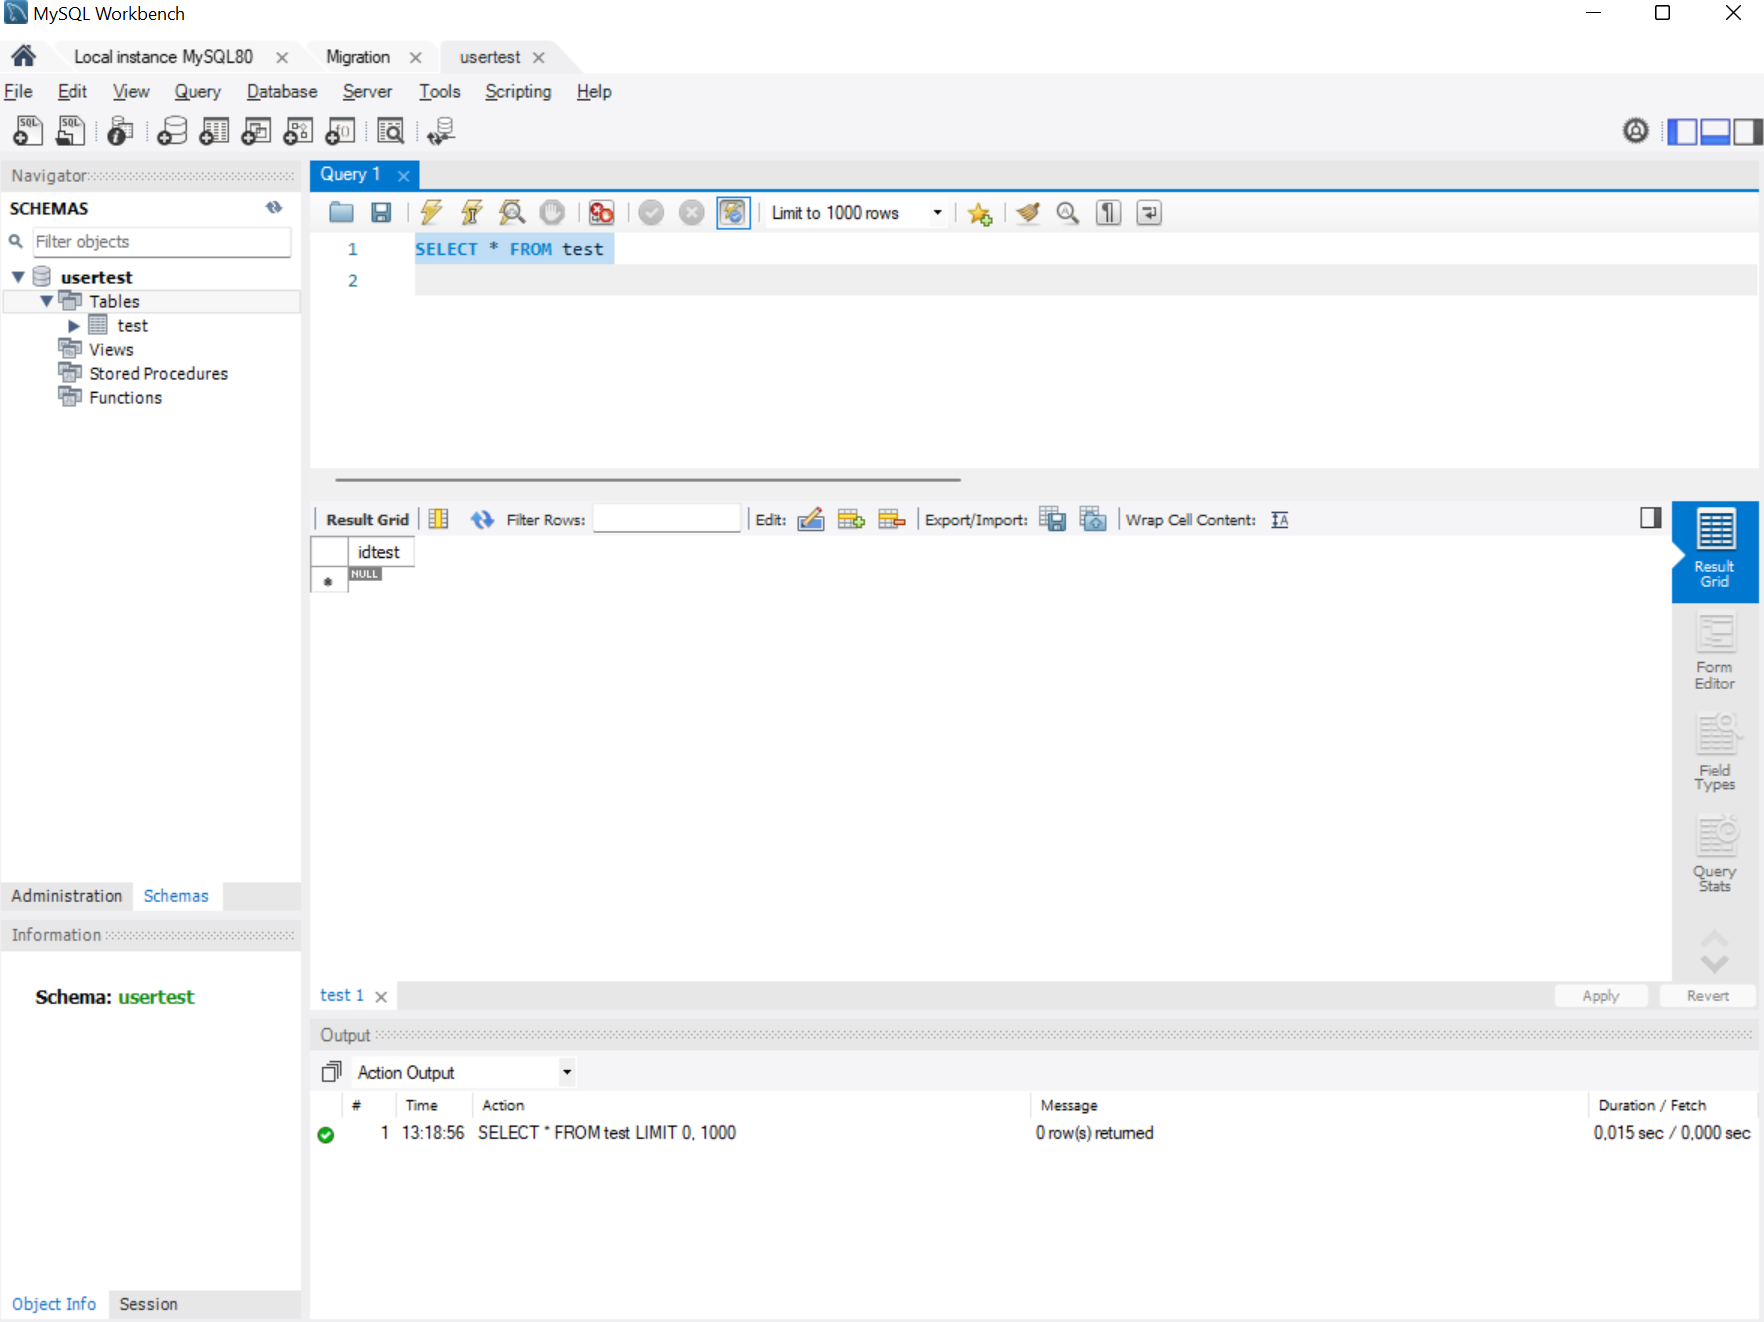 MySQL Workbench
Local instance MySQL80
Migration
usertest
File Edit View Query Database Server Tools Scripting Help
SQL SQL
Navigator
SCHEMAS
Filter objects
usertest
Tables
test
Views
Stored Procedures
Functions
Administration Schemas
Information
Schema: usertest
Object Info Session
Query 1
Limit to 1000 rows
1 SELECT * FROM test
2
Result Grid Filter Rows: Edit: Export/Import: Wrap Cell Content:
idtest
NULL
Result
Grid
Form
Editor
Field
Types
Query
Stats
test 1
Apply Revert
Output
Action Output
# Time Action Message Duration / Fetch
1 13:18:56 SELECT * FROM test LIMIT 0, 1000 0 row(s) returned 0,015 sec / 0,000 sec